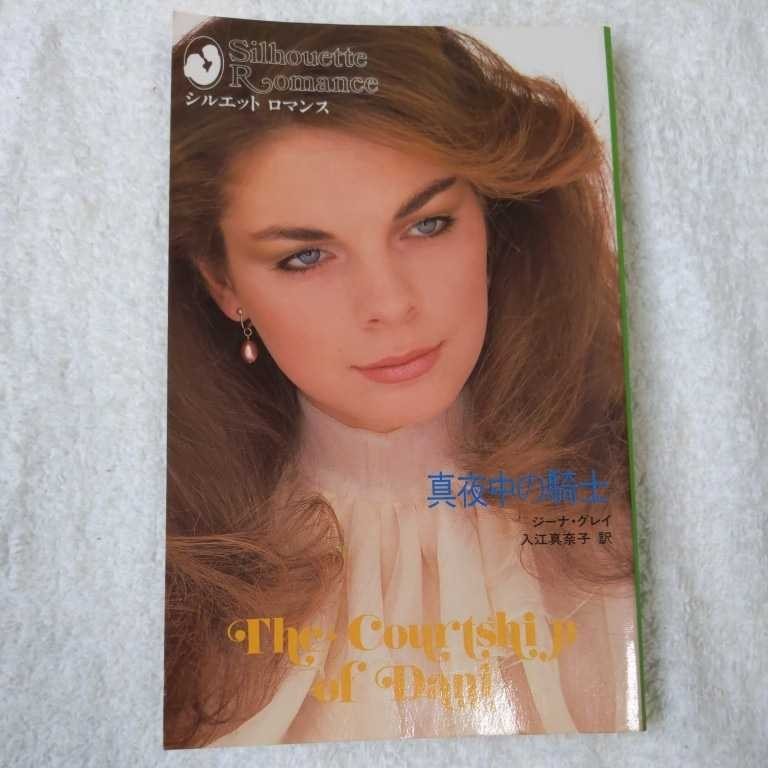 Silhouette
Romance
シルエット ロマンス
真夜中の騎士
ジーナ・グレイ
入江真奈子 訳
The Courtship
of Dani